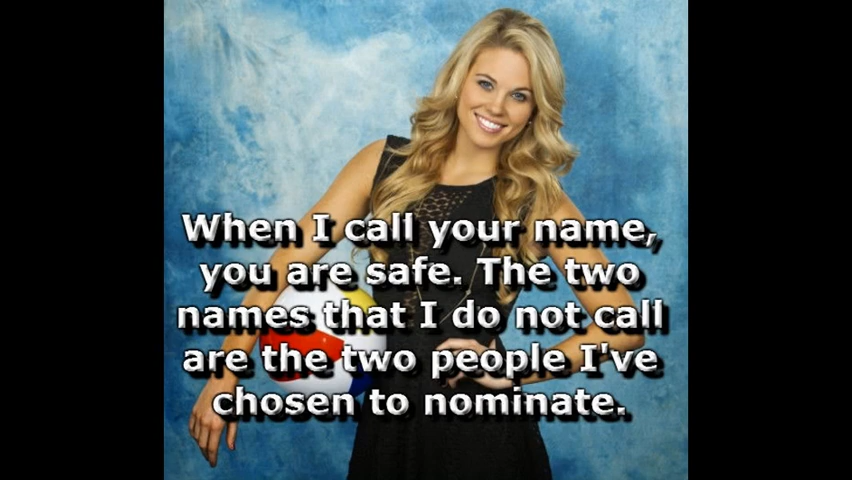 When I call your name,
you are safe. The two
names that I do not call
are the two people I've
chosen to nominate.